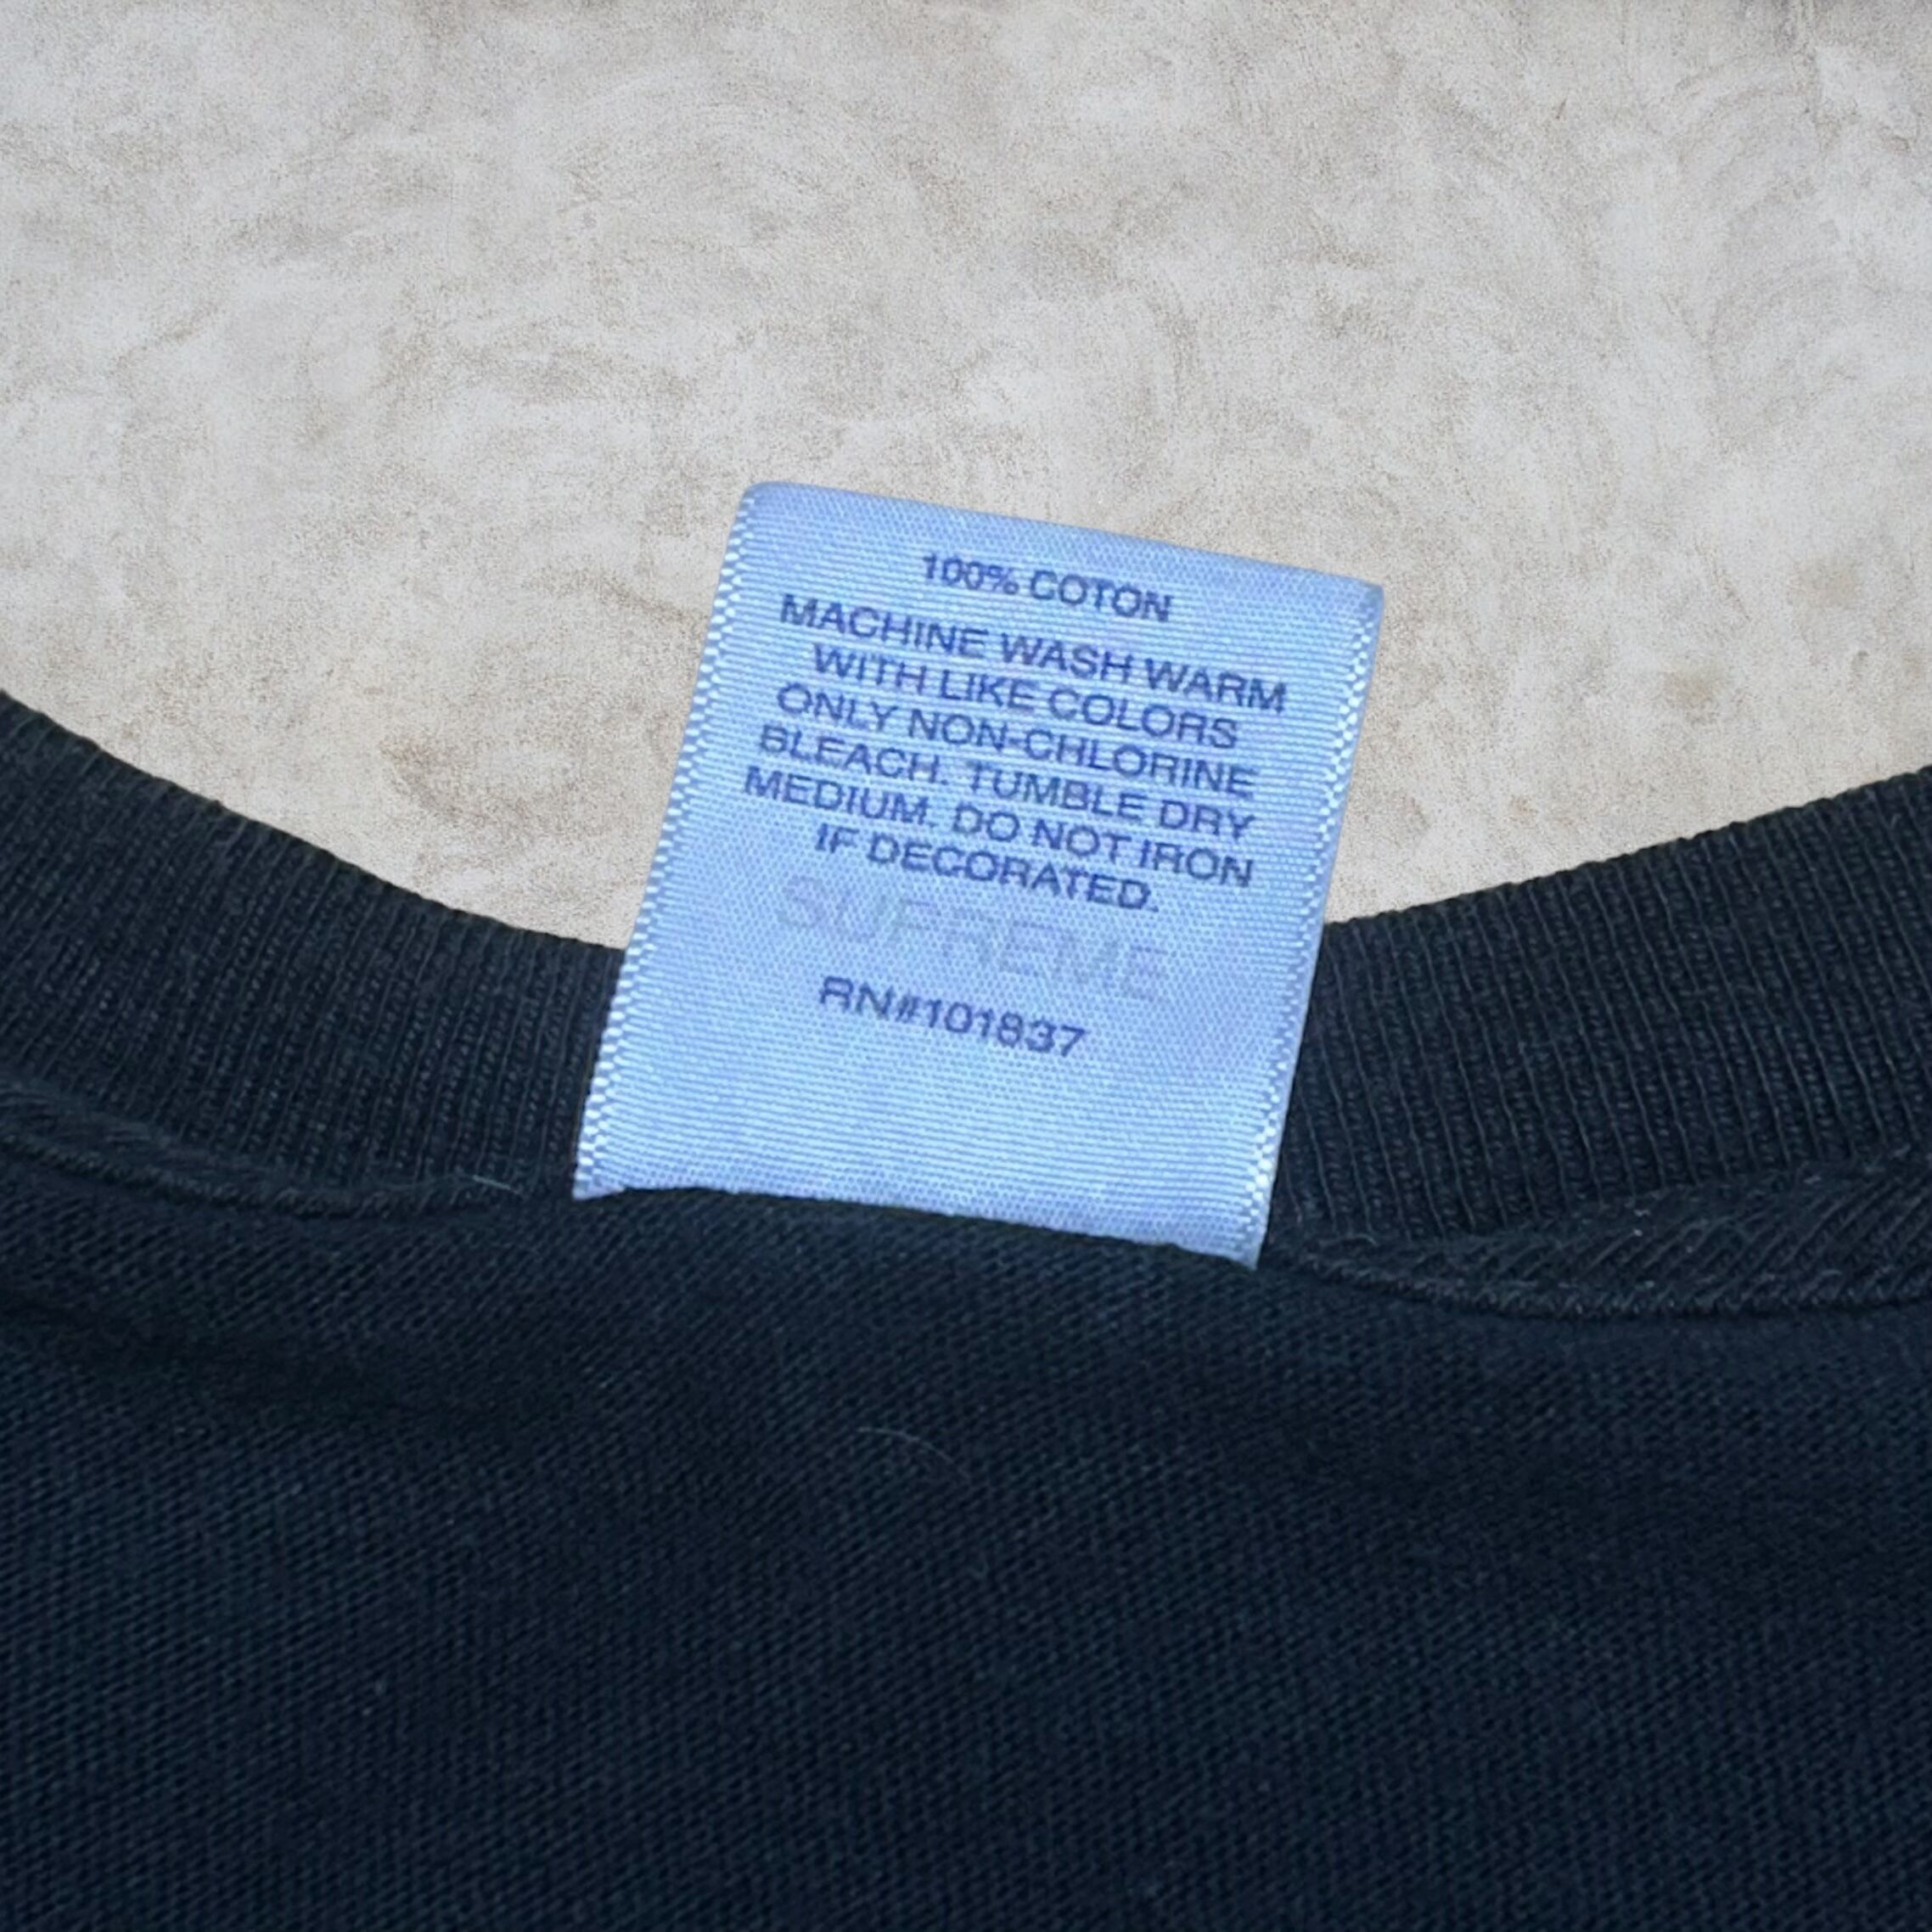 100% COTON
MACHINE WASH WARM
WITH LIKE COLORS
ONLY NON-CHLORINE
BLEACH. TUMBLE DRY
MEDIUM. DO NOT IRON
IF DECORATED.
SUPREME
RN#101837